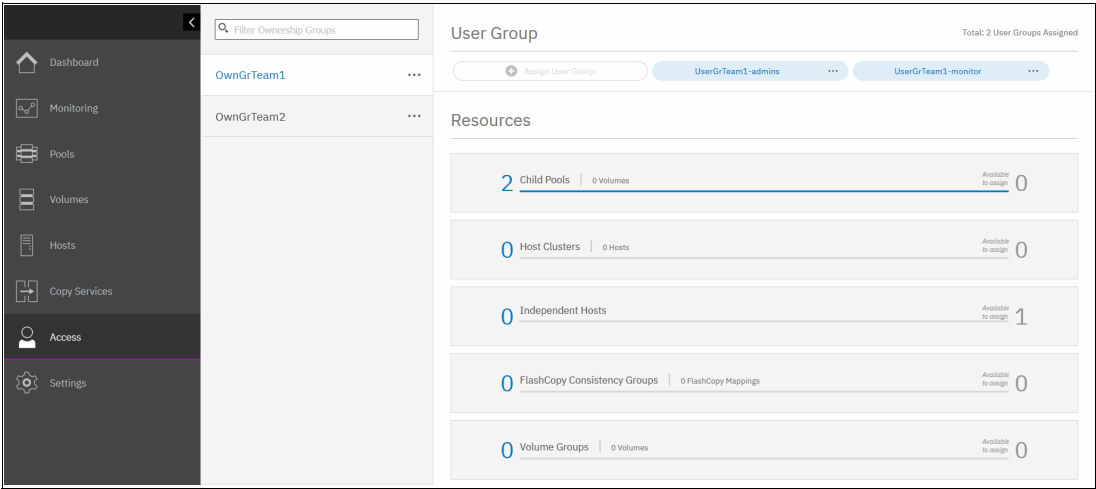 Dashboard
Monitoring
Pools
Volumes
Hosts
Copy Services
Access
Settings
Filter Ownership Groups
OwnGrTeam1 ...
OwnGrTeam2 ...
User Group
Total: 2 User Groups Assigned
Assign User Group
UserGrTeam1-admins ...
UserGrTeam1-monitor ...
Resources
2 Child Pools | 0 Volumes Available to assign 0
0 Host Clusters | 0 Hosts Available to assign 0
0 Independent Hosts Available to assign 1
0 FlashCopy Consistency Groups | 0 FlashCopy Mappings Available to assign 0
0 Volume Groups | 0 Volumes Available to assign 0